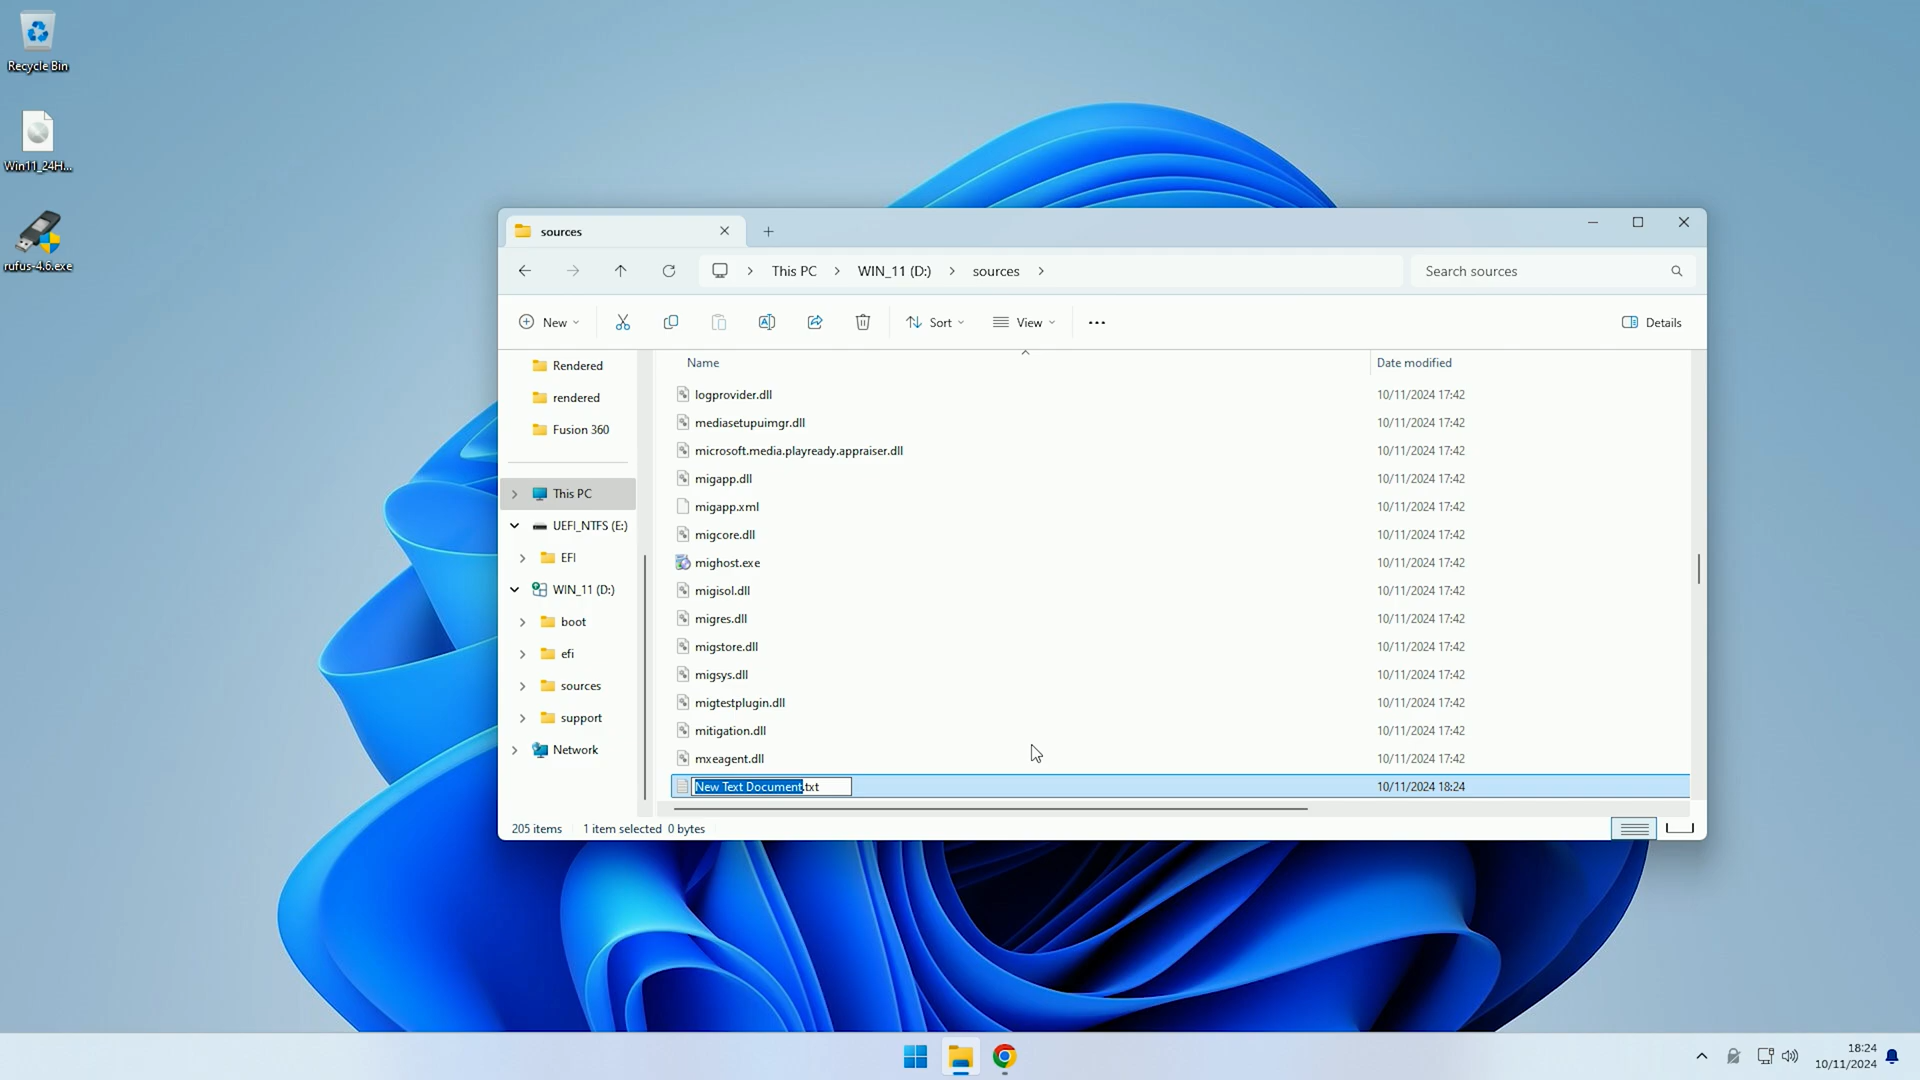 Recycle Bin
Win11_24H...
rufus-4.6.exe
sources
This PC
WIN_11 (D:)
sources
Search sources
New
Sort
View
Details
Rendered
rendered
Fusion 360
This PC
UEFI_NTFS (E:)
EFI
WIN_11 (D:)
boot
efi
sources
support
Network
Name
Date modified
logprovider.dll 10/11/2024 17:42
mediasetupuimgr.dll 10/11/2024 17:42
microsoft.media.playready.appraiser.dll 10/11/2024 17:42
migapp.dll 10/11/2024 17:42
migapp.xml 10/11/2024 17:42
migcore.dll 10/11/2024 17:42
mighost.exe 10/11/2024 17:42
migisol.dll 10/11/2024 17:42
migres.dll 10/11/2024 17:42
migstore.dll 10/11/2024 17:42
migsys.dll 10/11/2024 17:42
migtestplugin.dll 10/11/2024 17:42
mitigation.dll 10/11/2024 17:42
mxeagent.dll 10/11/2024 17:42
New Text Document.txt 10/11/2024 18:24
205 items 1 item selected 0 bytes
18:24
10/11/2024